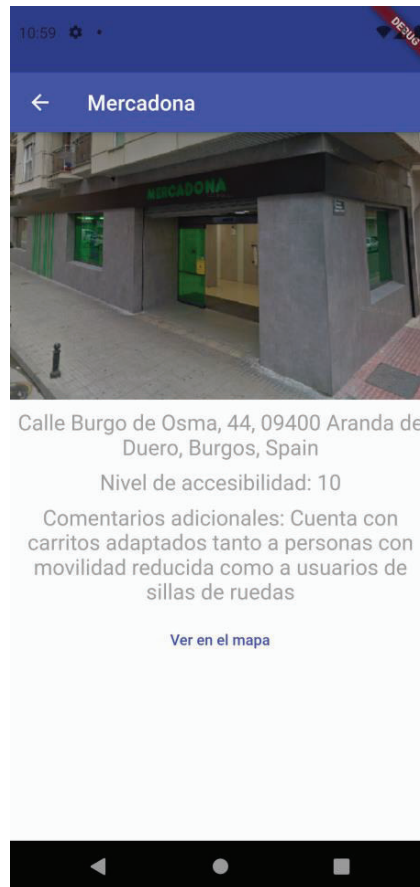 10:59
DEBUG
Mercadona
MERCADONA
Calle Burgo de Osma, 44, 09400 Aranda de
Duero, Burgos, Spain
Nivel de accesibilidad: 10
Comentarios adicionales: Cuenta con
carritos adaptados tanto a personas con
movilidad reducida como a usuarios de
sillas de ruedas
Ver en el mapa